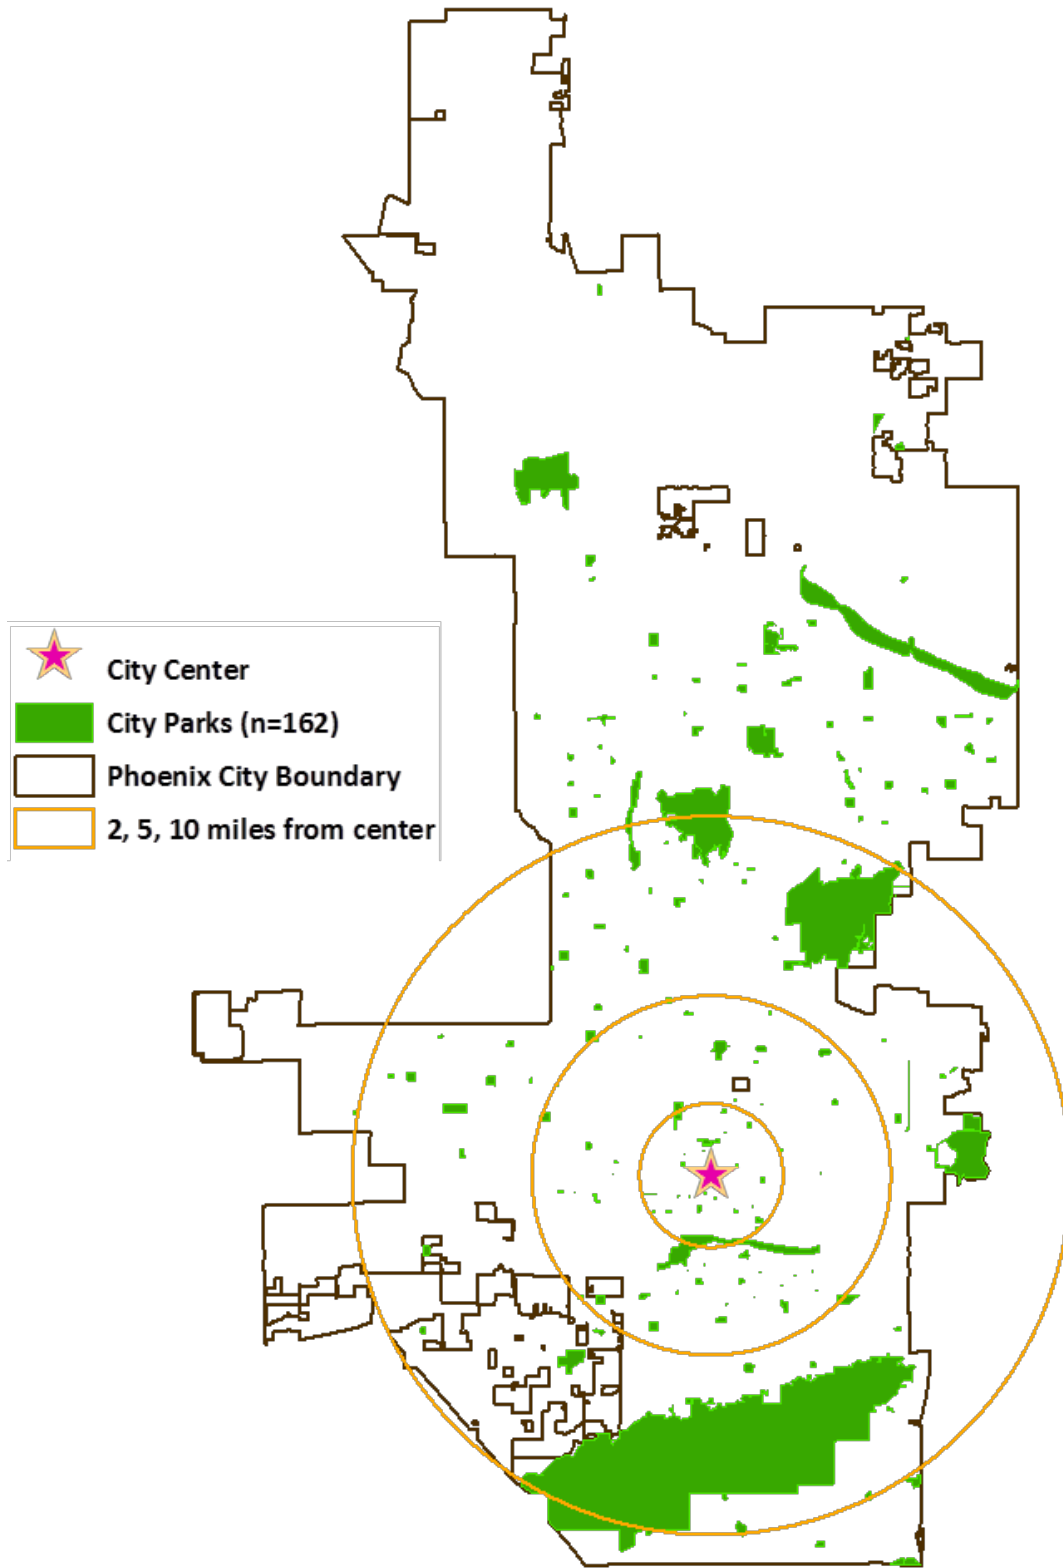 City Center
City Parks (n=162)
Phoenix City Boundary
2, 5, 10 miles from center